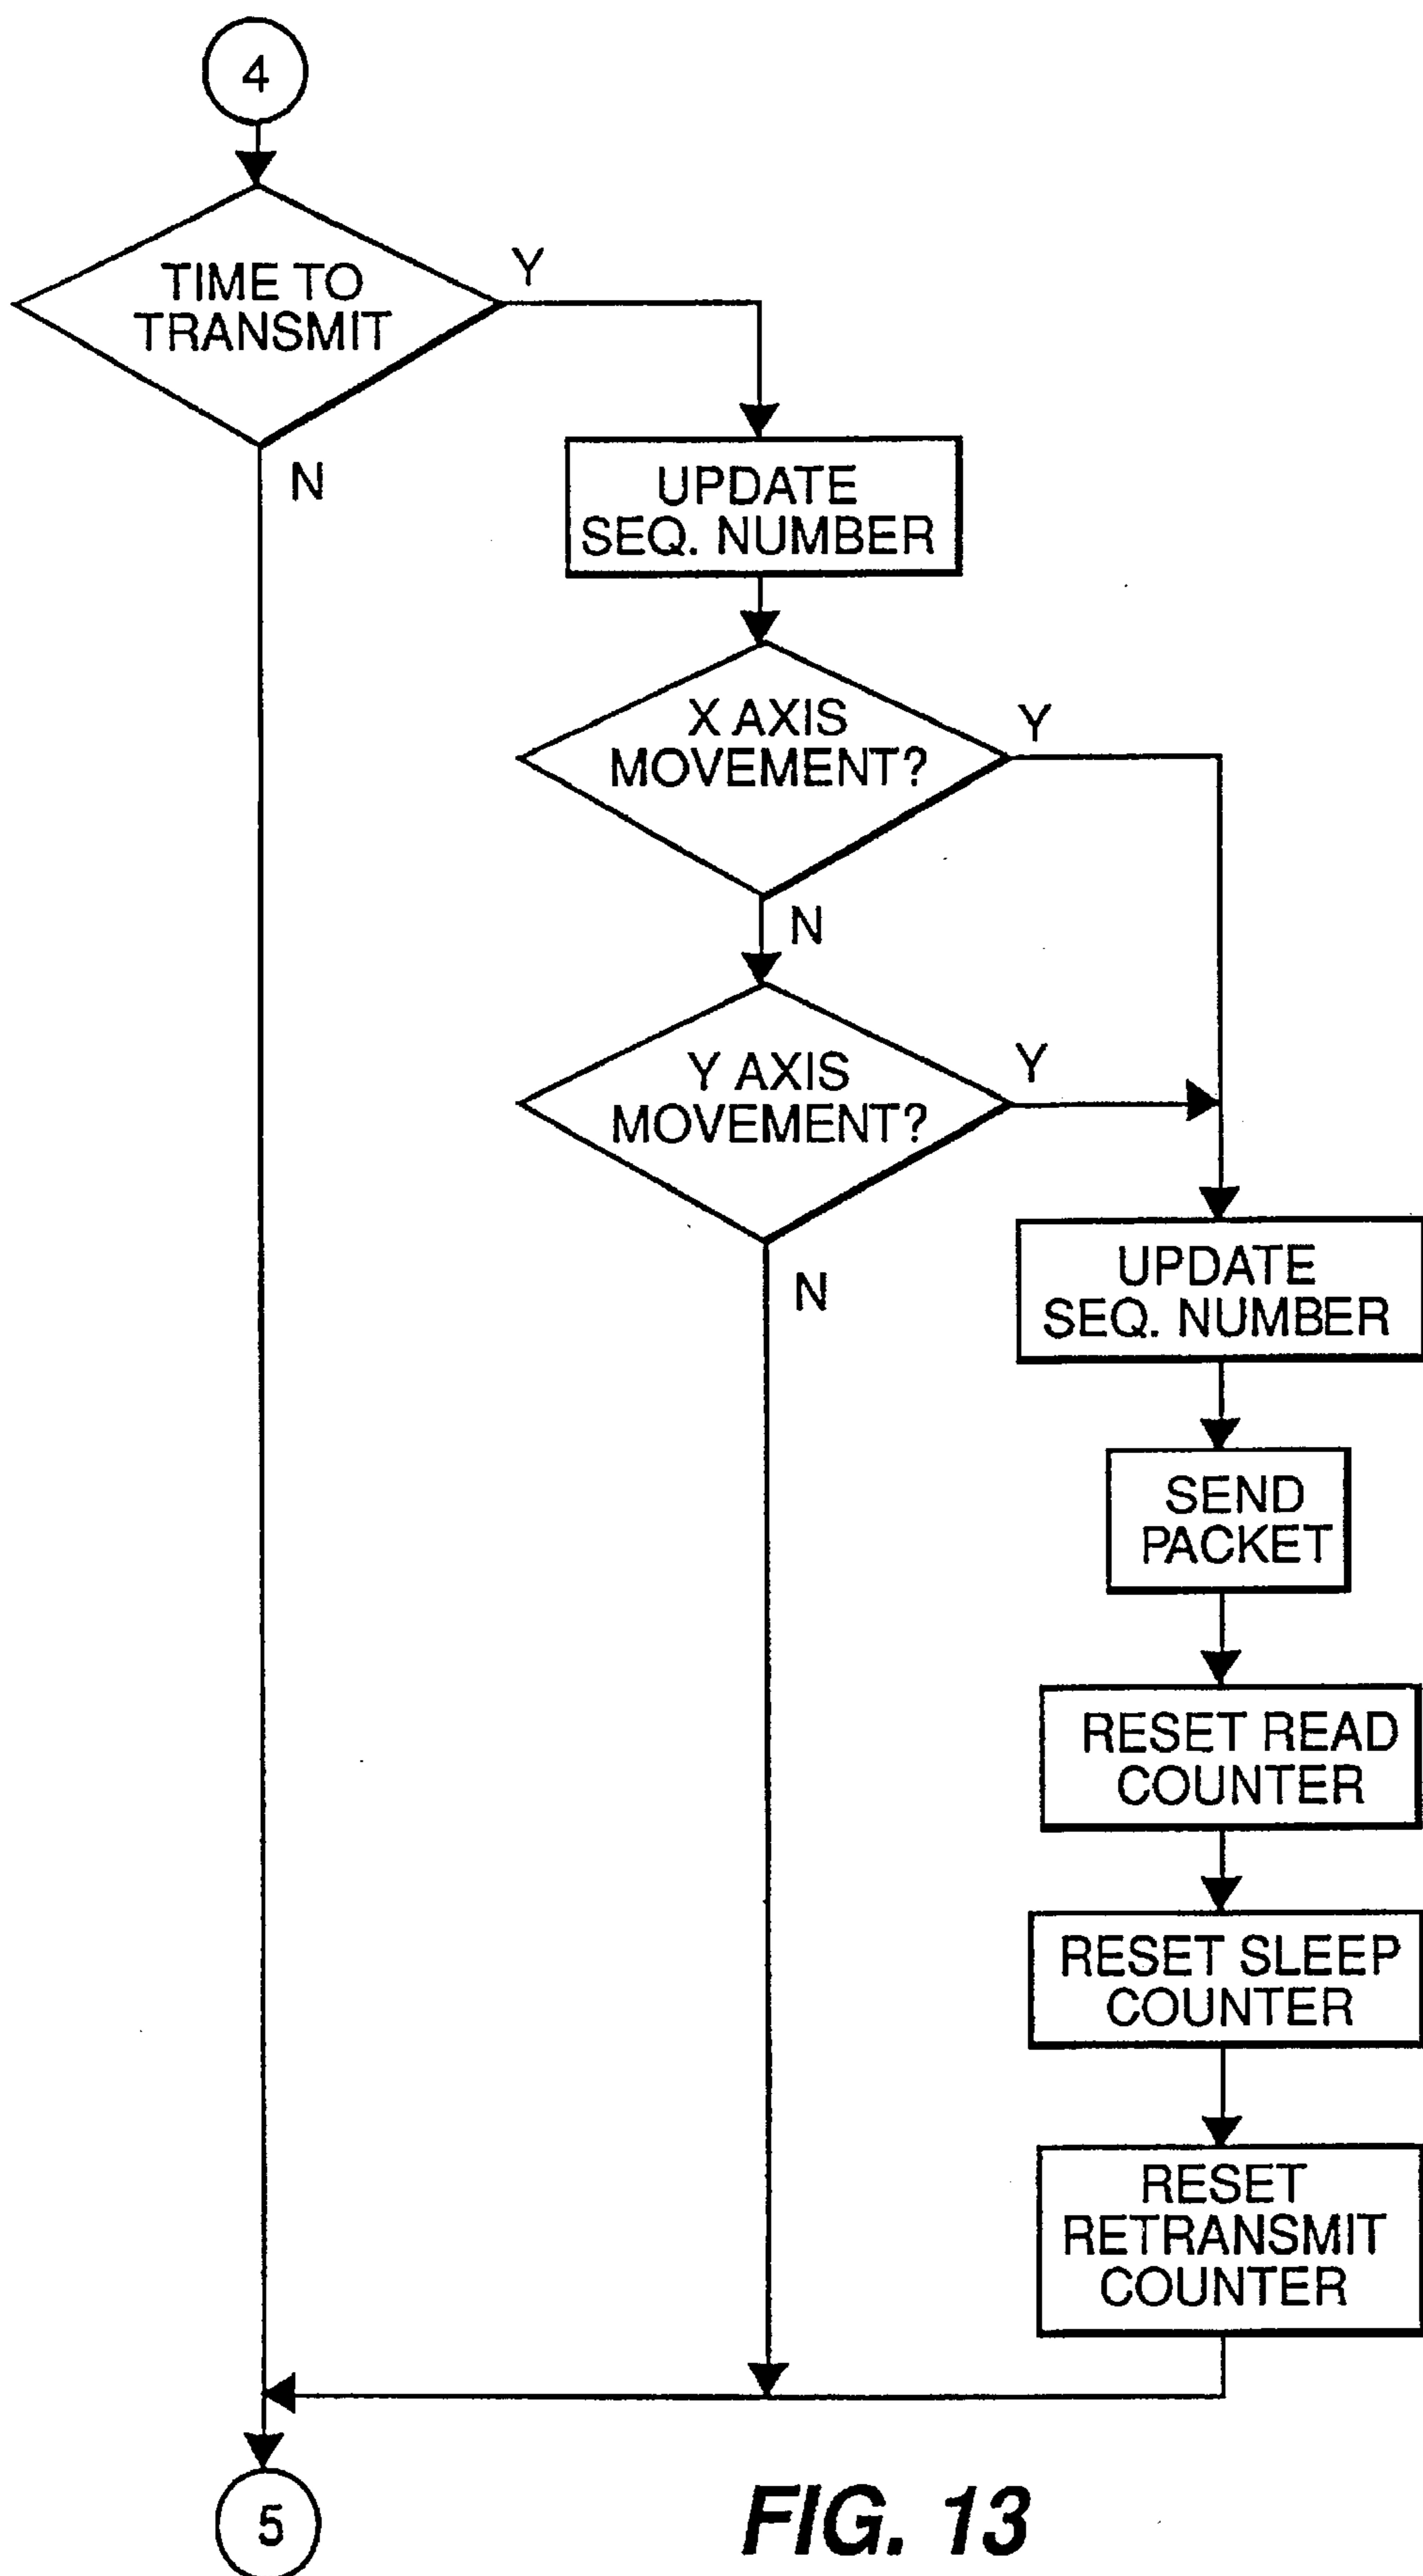 4
TIME TO
TRANSMIT
Y
N
UPDATE
SEQ. NUMBER
X AXIS
MOVEMENT?
Y
N
Y AXIS
MOVEMENT?
Y
N
UPDATE
SEQ. NUMBER
SEND
PACKET
RESET READ
COUNTER
RESET SLEEP
COUNTER
RESET
RETRANSMIT
COUNTER
5
FIG. 13